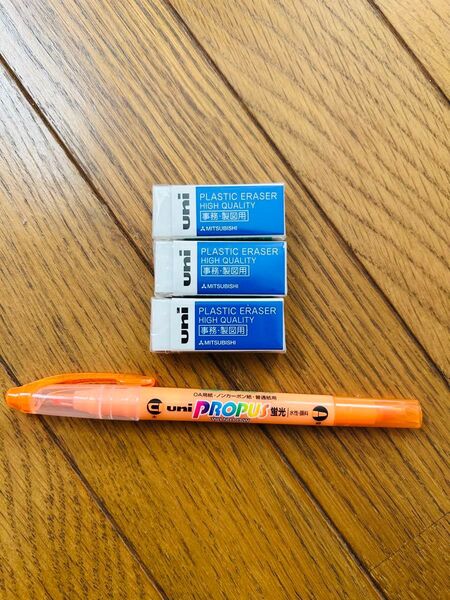 uni
PLASTIC ERASER
HIGH QUALITY
事務・製図用
MITSUBISHI
uni
PLASTIC ERASER
HIGH QUALITY
事務・製図用
MITSUBISHI
uni
PLASTIC ERASER
HIGH QUALITY
事務・製図用
MITSUBISHI
OA用紙・ノンカーボン紙・普通紙用
uni PROPUS 蛍光 水性・顔料
WINDOW